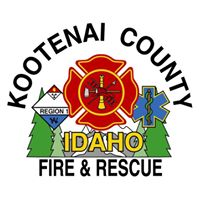 KOOTENAI COUNTY
REGION 1
IDAHO
FIRE & RESCUE